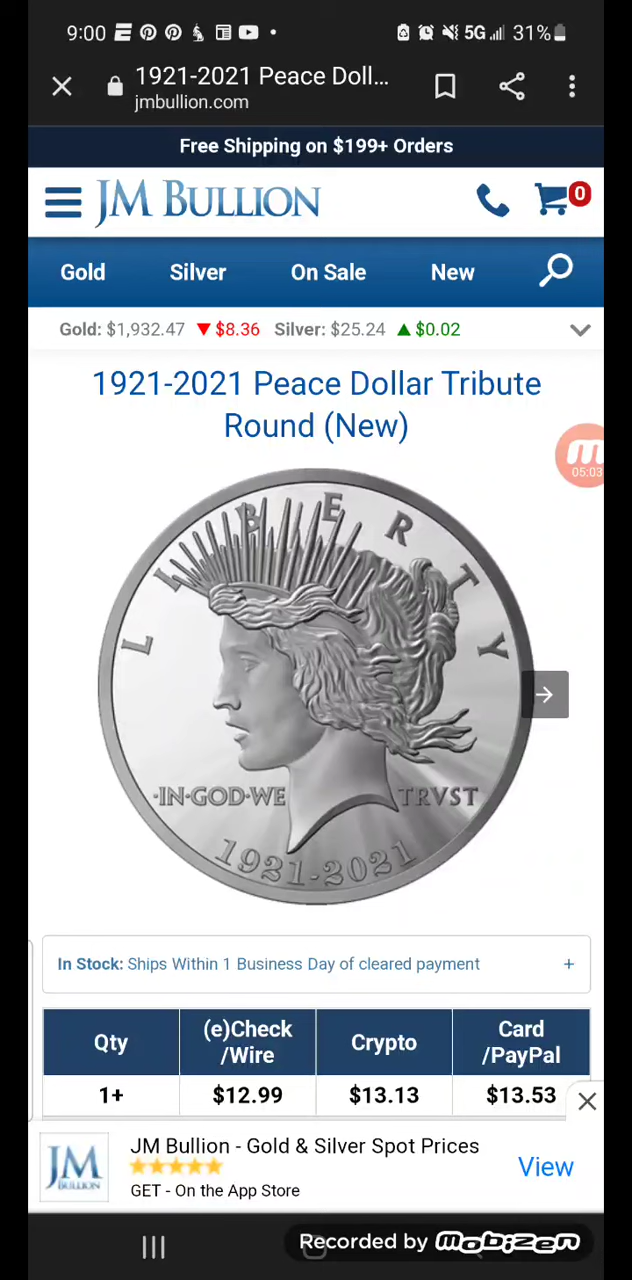 9:00 5G 31%
1921-2021 Peace Doll...
jmbullion.com
Free Shipping on $199+ Orders
JM BULLION 0
Gold Silver On Sale New
Gold: $1,932.47 ▼ $8.36 Silver: $25.24 ▲ $0.02
1921-2021 Peace Dollar Tribute
Round (New)
05:03
LIBERTY
·IN·GOD·WE TRVST
1921-2021
In Stock: Ships Within 1 Business Day of cleared payment +
Qty (e)Check/Wire Crypto Card/PayPal
1+ $12.99 $13.13 $13.53
JM Bullion - Gold & Silver Spot Prices
JM BULLION
View
GET - On the App Store
Recorded by mobizen